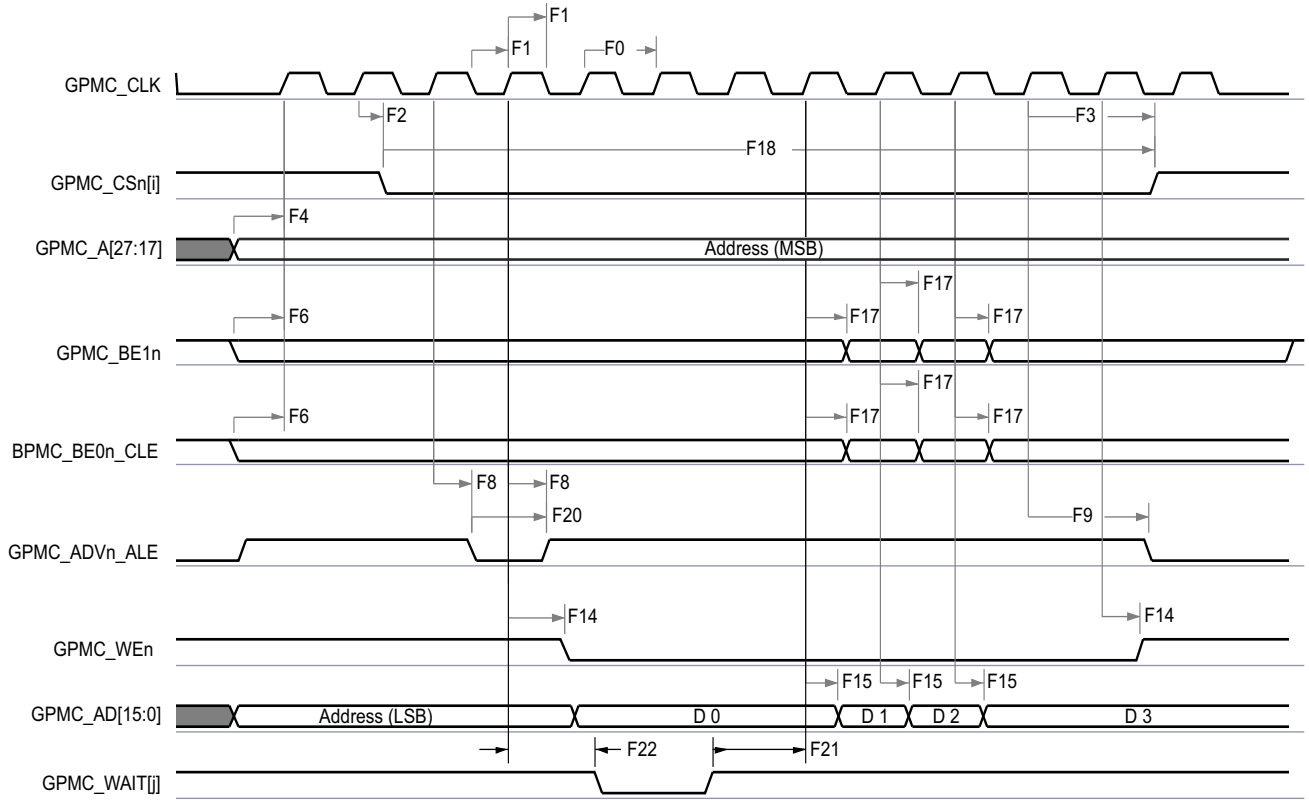 F1
F1
F0
GPMC_CLK
F2
F3
F18
GPMC_CSn[i]
F4
GPMC_A[27:17]
Address (MSB)
F17
F6
F17
F17
GPMC_BE1n
F17
F6
F17
F17
BPMC_BE0n_CLE
F8
F8
F20
F9
GPMC_ADVn_ALE
F14
F14
GPMC_WEn
F15
F15
F15
GPMC_AD[15:0]
Address (LSB)
D 0
D 1
D 2
D 3
F22
F21
GPMC_WAIT[j]